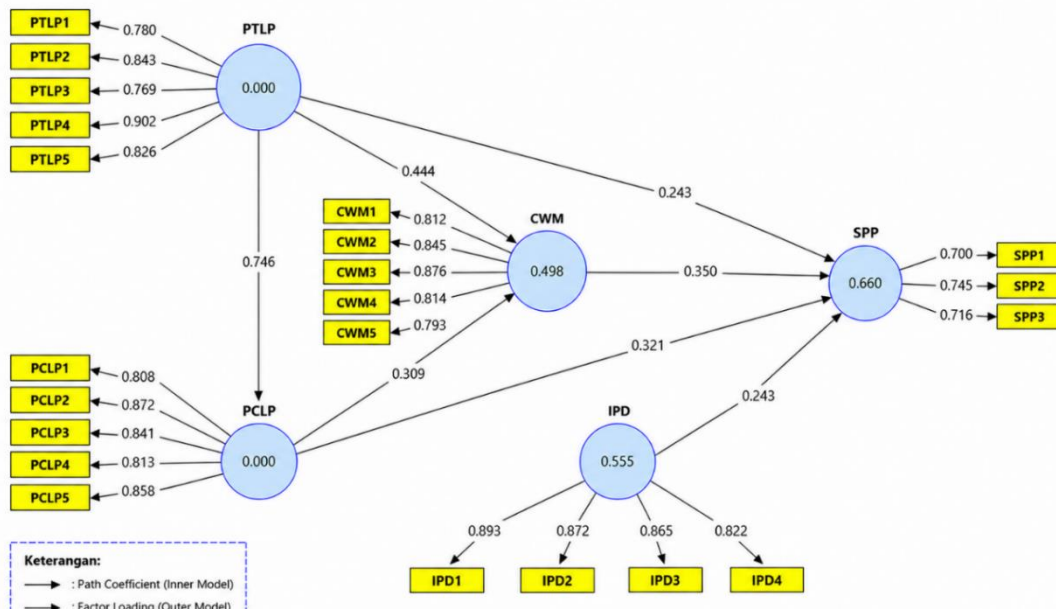 PTLP1
PTLP2
PTLP3
PTLP4
PTLP5
0.780
0.843
0.769
0.902
0.826
PTLP
0.000
0.444
0.243
0.746
CWM1
CWM2
CWM3
CWM4
CWM5
0.812
0.845
0.876
0.814
0.793
CWM
0.498
0.350
SPP
0.660
0.700
0.745
0.716
SPP1
SPP2
SPP3
0.309
0.321
0.243
PCLP1
PCLP2
PCLP3
PCLP4
PCLP5
0.808
0.872
0.841
0.813
0.858
PCLP
0.000
IPD
0.555
0.893
0.872
0.865
0.822
IPD1
IPD2
IPD3
IPD4
Keterangan:
: Path Coefficient (Inner Model)
: Factor Loading (Outer Model)